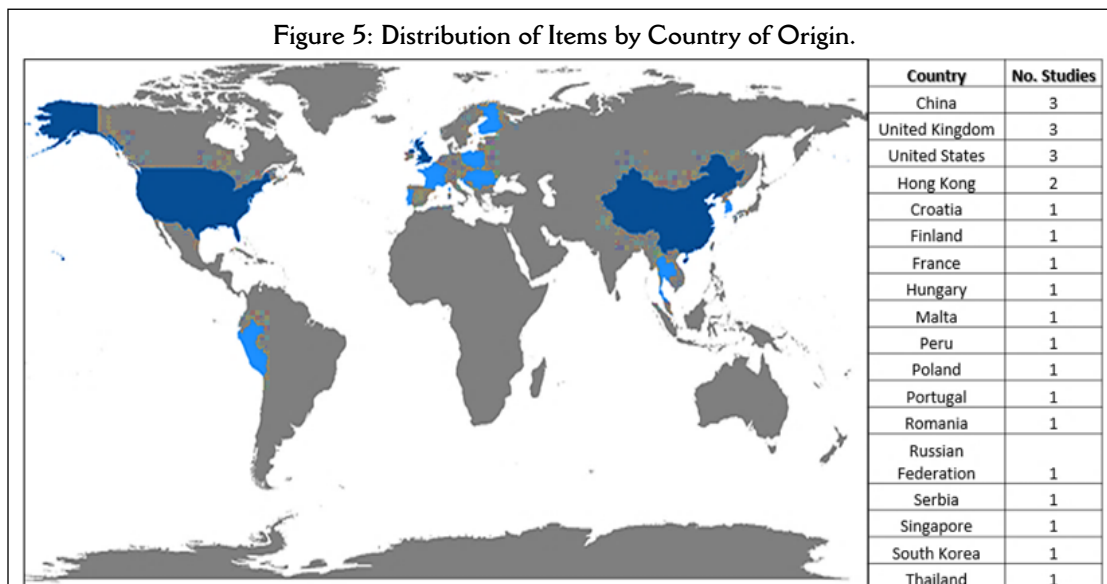 Figure 5: Distribution of Items by Country of Origin.
Country No. Studies
China 3
United Kingdom 3
United States 3
Hong Kong 2
Croatia 1
Finland 1
France 1
Hungary 1
Malta 1
Peru 1
Poland 1
Portugal 1
Romania 1
Russian
Federation 1
Serbia 1
Singapore 1
South Korea 1
Thailand 1